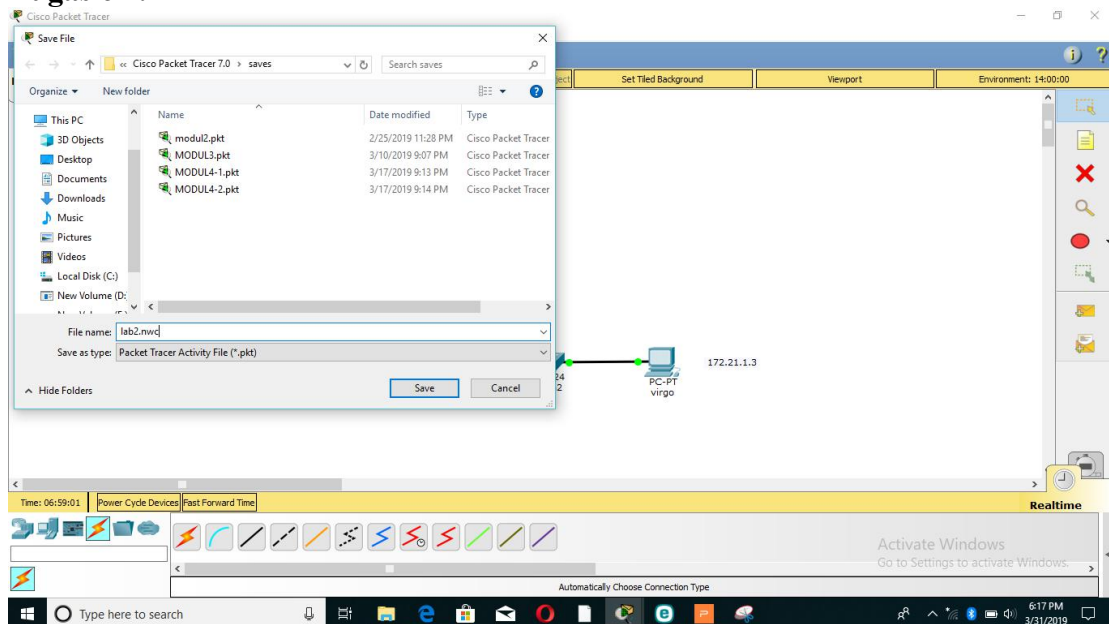 Cisco Packet Tracer
Save File
« Cisco Packet Tracer 7.0 > saves
Search saves
Organize
New folder
This PC
3D Objects
Desktop
Documents
Downloads
Music
Pictures
Videos
Local Disk (C:)
New Volume (D:
Name Date modified Type
modul2.pkt 2/25/2019 11:28 PM Cisco Packet Tracer
MODUL3.pkt 3/10/2019 9:07 PM Cisco Packet Tracer
MODUL4-1.pkt 3/17/2019 9:13 PM Cisco Packet Tracer
MODUL4-2.pkt 3/17/2019 9:14 PM Cisco Packet Tracer
File name: lab2.nwc
Save as type: Packet Tracer Activity File (*.pkt)
Hide Folders
Save
Cancel
ect
Set Tiled Background
Viewport
Environment: 14:00:00
24
2
PC-PT
virgo
172.21.1.3
Time: 06:59:01
Power Cycle Devices
Fast Forward Time
Realtime
Automatically Choose Connection Type
Activate Windows
Go to Settings to activate Windows.
Type here to search
6:17 PM
3/31/2019